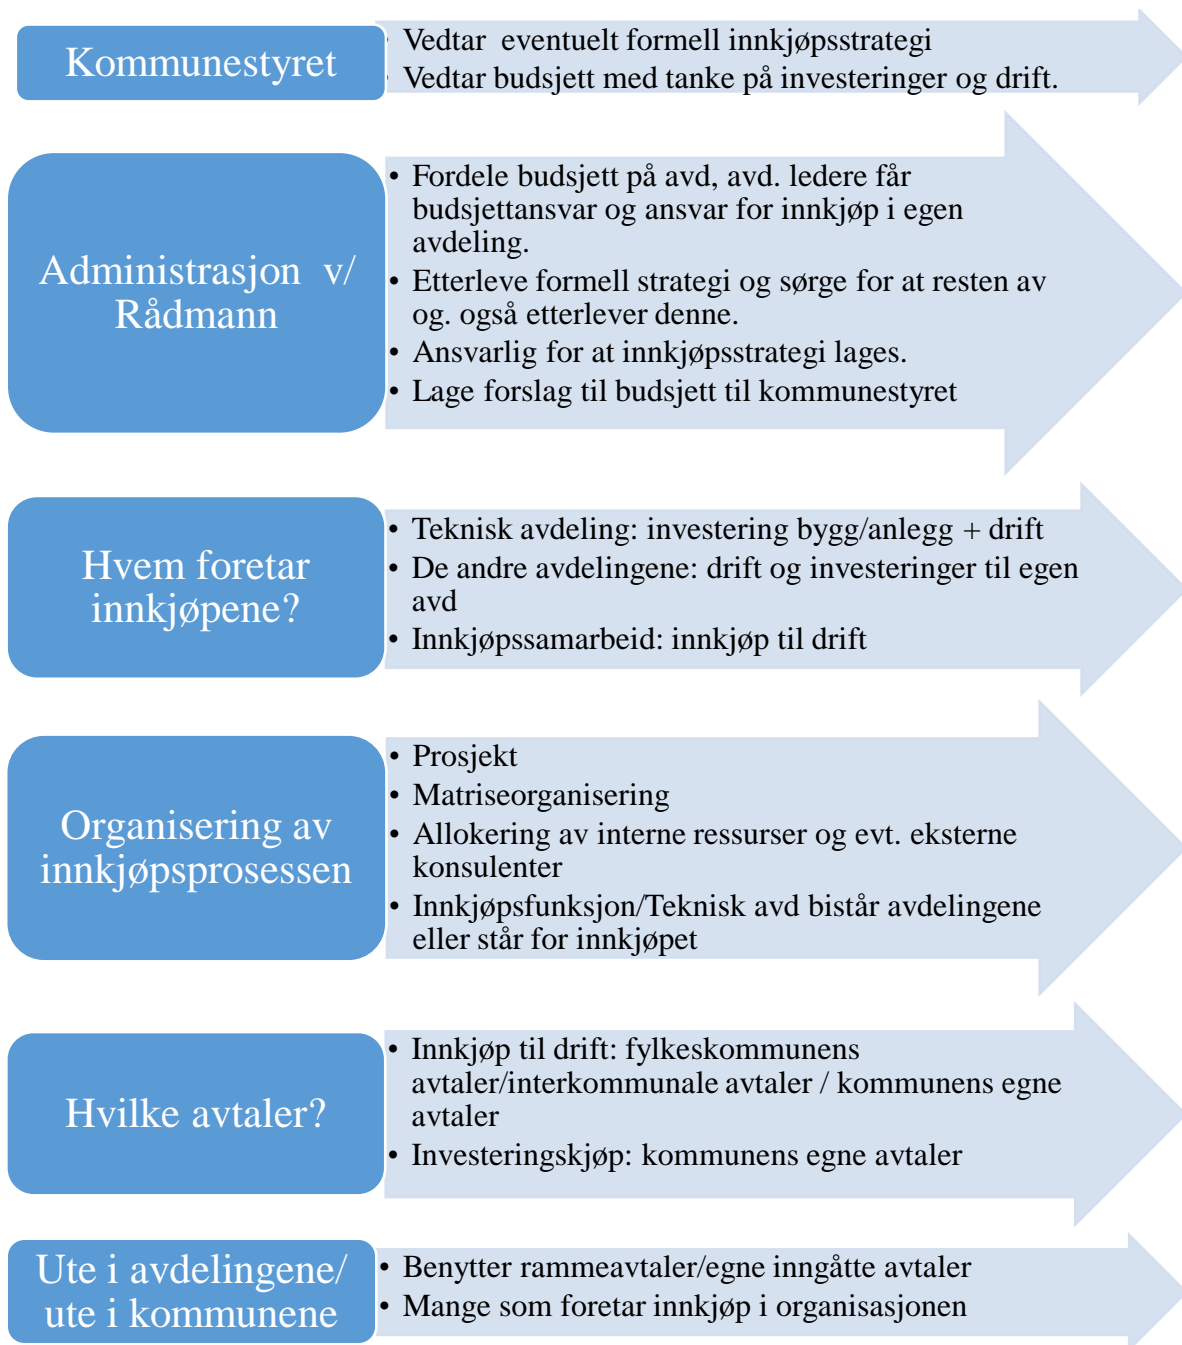 Kommunestyret
• Vedtar  eventuelt formell innkjøpsstrategi
• Vedtar budsjett med tanke på investeringer og drift.
Administrasjon  v/
Rådmann
• Fordele budsjett på avd, avd. ledere får
budsjettansvar og ansvar for innkjøp i egen
avdeling.
• Etterleve formell strategi og sørge for at resten av
og. også etterlever denne.
• Ansvarlig for at innkjøpsstrategi lages.
• Lage forslag til budsjett til kommunestyret
Hvem foretar
innkjøpene?
• Teknisk avdeling: investering bygg/anlegg + drift
• De andre avdelingene: drift og investeringer til egen
avd
• Innkjøpssamarbeid: innkjøp til drift
Organisering av
innkjøpsprosessen
• Prosjekt
• Matriseorganisering
• Allokering av interne ressurser og evt. eksterne
konsulenter
• Innkjøpsfunksjon/Teknisk avd bistår avdelingene
eller står for innkjøpet
Hvilke avtaler?
• Innkjøp til drift: fylkeskommunens
avtaler/interkommunale avtaler / kommunens egne
avtaler
• Investeringskjøp: kommunens egne avtaler
Ute i avdelingene/
ute i kommunene
• Benytter rammeavtaler/egne inngåtte avtaler
• Mange som foretar innkjøp i organisasjonen